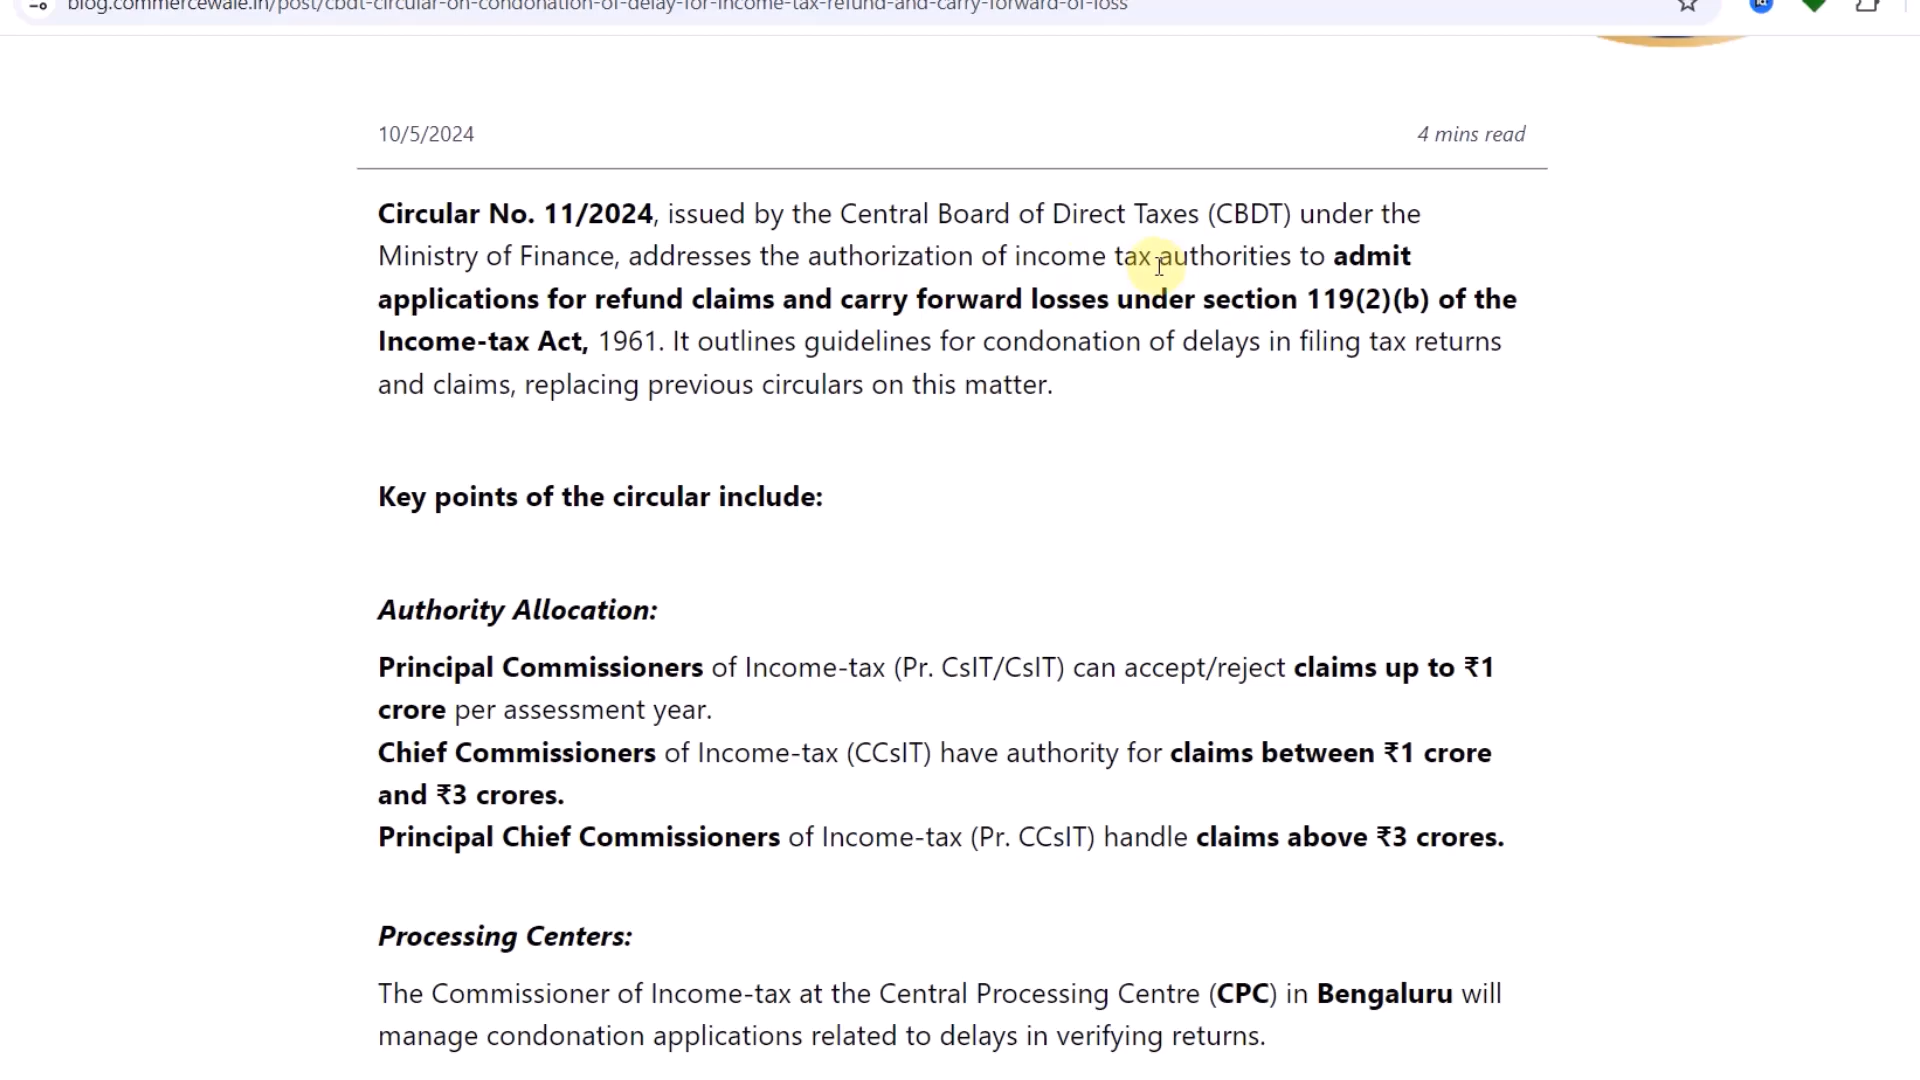 blog.commercewale.in/post/cbdt-circular-on-condonation-of-delay-for-income-tax-refund-and-carry-forward-of-loss
10/5/2024
4 mins read
Circular No. 11/2024, issued by the Central Board of Direct Taxes (CBDT) under the
Ministry of Finance, addresses the authorization of income tax authorities to admit
applications for refund claims and carry forward losses under section 119(2)(b) of the
Income-tax Act, 1961. It outlines guidelines for condonation of delays in filing tax returns
and claims, replacing previous circulars on this matter.
Key points of the circular include:
Authority Allocation:
Principal Commissioners of Income-tax (Pr. CsIT/CsIT) can accept/reject claims up to ₹1
crore per assessment year.
Chief Commissioners of Income-tax (CCsIT) have authority for claims between ₹1 crore
and ₹3 crores.
Principal Chief Commissioners of Income-tax (Pr. CCsIT) handle claims above ₹3 crores.
Processing Centers:
The Commissioner of Income-tax at the Central Processing Centre (CPC) in Bengaluru will
manage condonation applications related to delays in verifying returns.